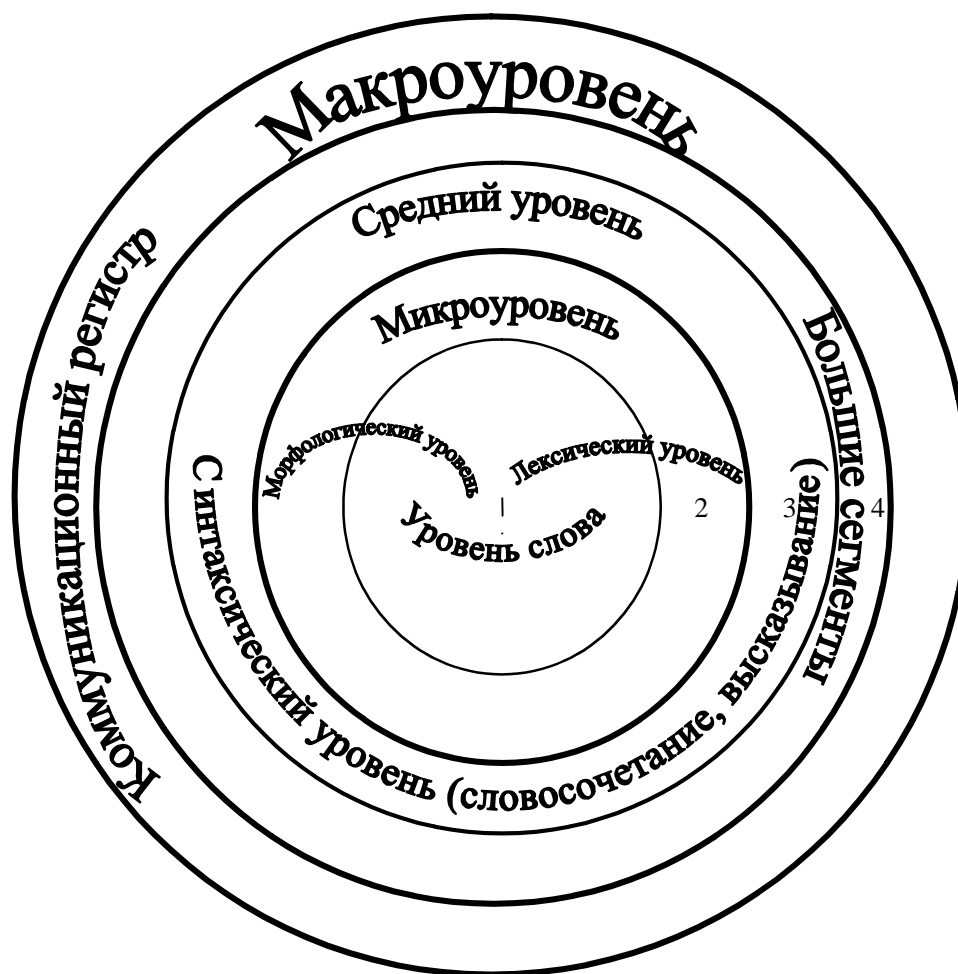 Макроуровень
Коммуникационный регистр
Средний уровень
Большие сегменты
Микроуровень
Морфологический уровень
Лексический уровень
Уровень слова
1
2
3
4
С интаксический уровень (словосочетание, высказывание)